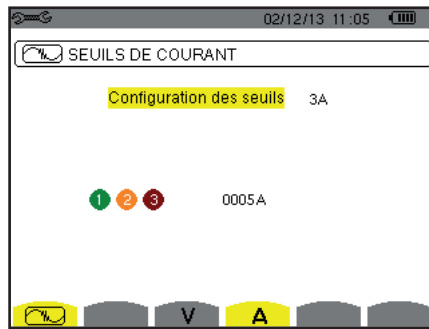 02/12/13 11:05
SEUILS DE COURANT
Configuration des seuils 3A
1 2 3 0005A
V A